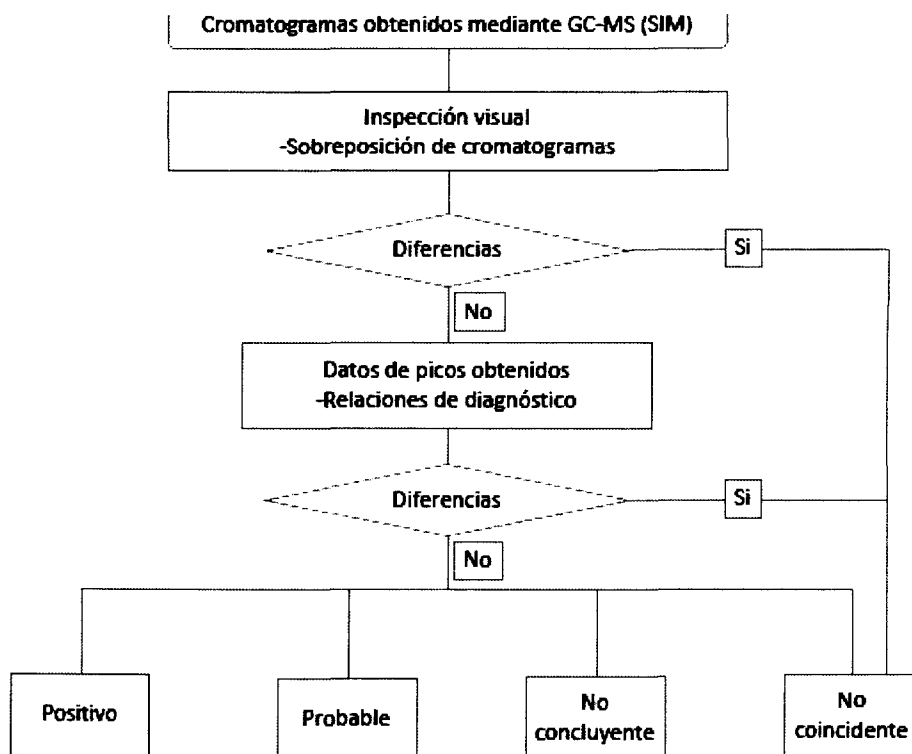 Cromatogramas obtenidos mediante GC-MS (SIM)
Inspección visual
-Sobreposición de cromatogramas
Diferencias
Si
No
Datos de picos obtenidos
-Relaciones de diagnóstico
Diferencias
Si
No
Positivo
Probable
No
concluyente
No
coincidente